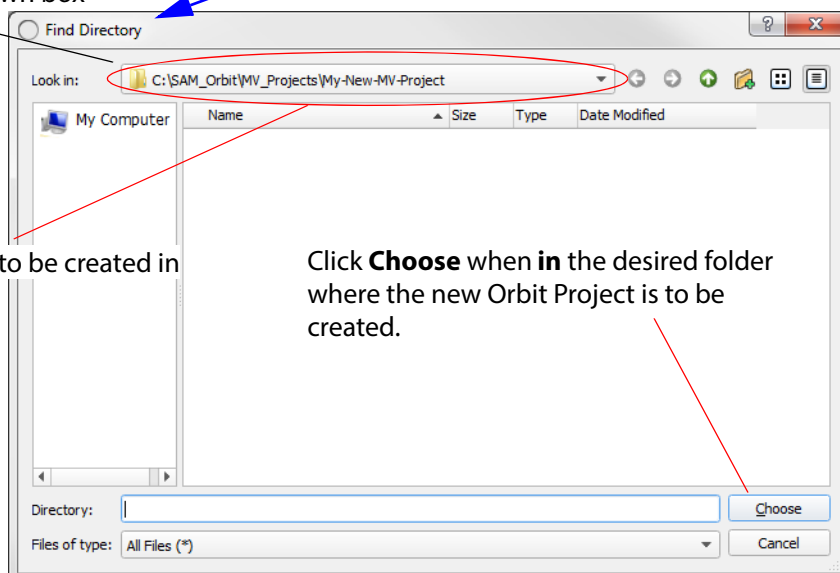 wn box
Find Directory
Look in: C:\SAM_Orbit\MV_Projects\My-New-MV-Project
My Computer
Name Size Type Date Modified
to be created in
Click Choose when in the desired folder
where the new Orbit Project is to be
created.
Directory:
Choose
Files of type: All Files (*)
Cancel